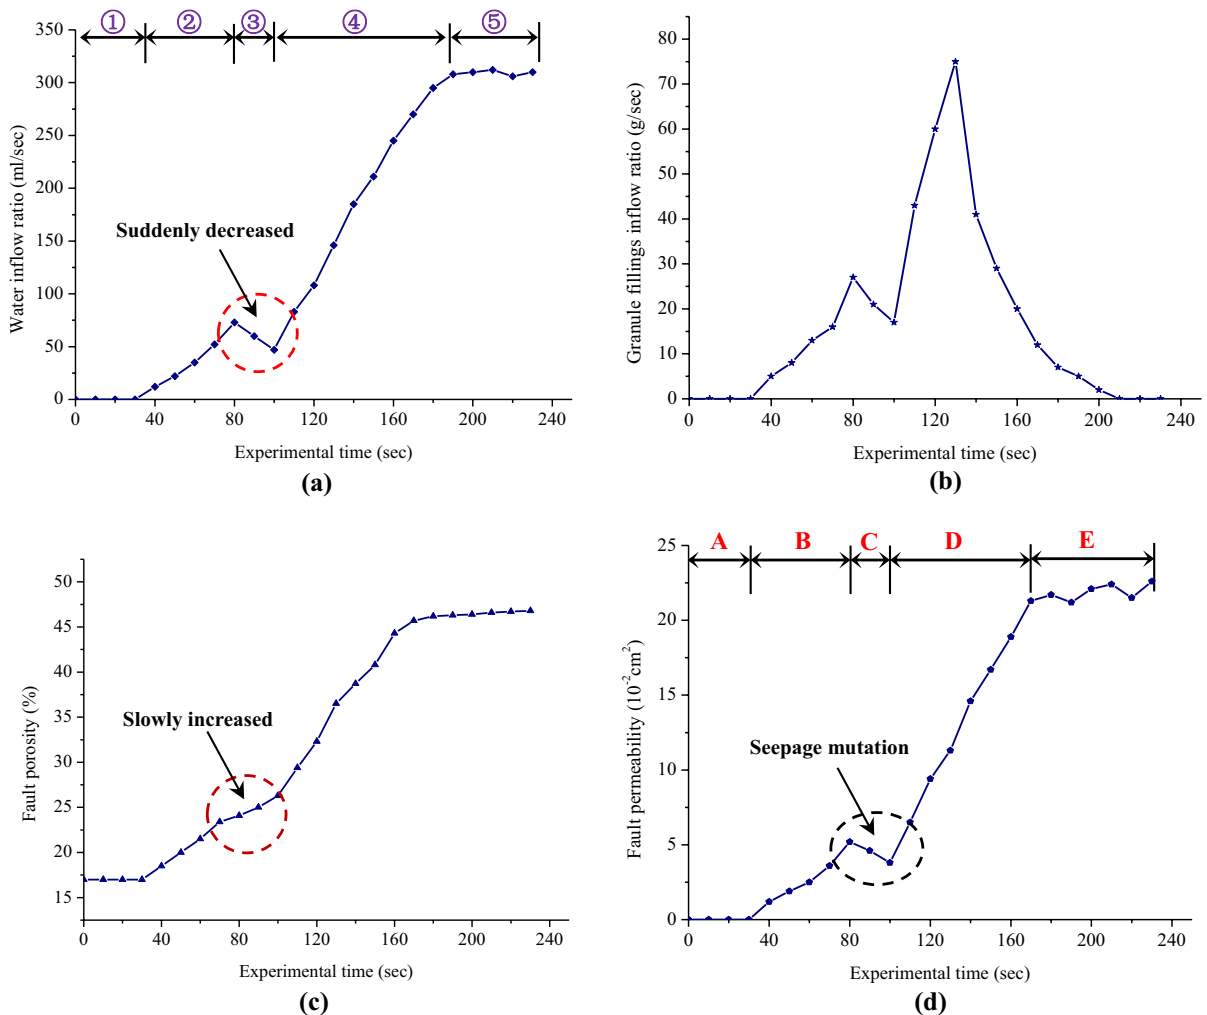 ① ② ③ ④ ⑤
350
300
250
200
150
100
50
0
Water inflow ratio (ml/sec)
Suddenly decreased
0 40 80 120 160 200 240
Experimental time (sec)
(a)
80
70
60
50
40
30
20
10
0
Granule fillings inflow ratio (g/sec)
0 40 80 120 160 200 240
Experimental time (sec)
(b)
50
45
40
35
30
25
20
15
Fault porosity (%)
Slowly increased
0 40 80 120 160 200 240
Experimental time (sec)
(c)
A B C D E
25
20
15
10
5
0
Fault permeability (10⁻²cm²)
Seepage mutation
0 40 80 120 160 200 240
Experimental time (sec)
(d)